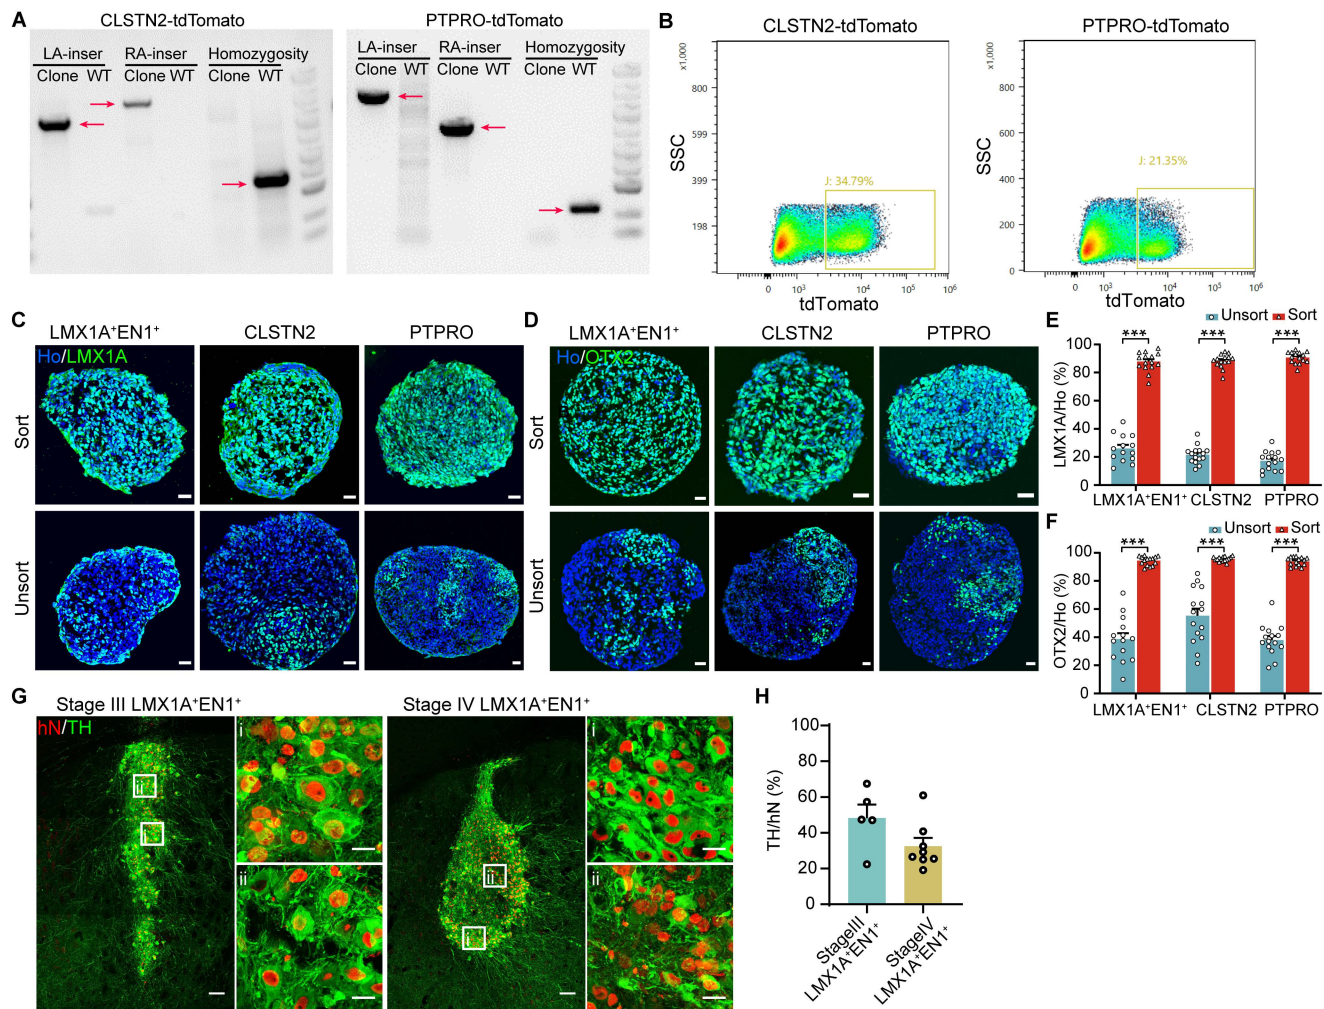 A
CLSTN2-tdTomato
PTPRO-tdTomato
LA-inser RA-inser Homozygosity
Clone WT Clone WT Clone WT
LA-inser RA-inser Homozygosity
Clone WT Clone WT Clone WT
B
CLSTN2-tdTomato
PTPRO-tdTomato
x1,000
800
599
399
198
SSC
J: 34.79%
0 10³ 10⁴ 10⁵ 10⁶
tdTomato
x1,000
800
600
400
200
0
SSC
J: 21.35%
0 10³ 10⁴ 10⁵ 10⁶
tdTomato
C
LMX1A⁺EN1⁺ CLSTN2 PTPRO
Ho/LMX1A
Sort
Unsort
D
LMX1A⁺EN1⁺ CLSTN2 PTPRO
Ho/OTX2
Sort
Unsort
E
Unsort Sort
*** *** ***
LMX1A/Ho (%)
100
80
60
40
20
0
LMX1A⁺EN1⁺ CLSTN2 PTPRO
F
Unsort Sort
*** *** ***
OTX2/Ho(%)
100
80
60
40
20
0
LMX1A⁺EN1⁺ CLSTN2 PTPRO
G
Stage III LMX1A⁺EN1⁺
Stage IV LMX1A⁺EN1⁺
hN/TH
ii
i
i
ii
ii
i
i
ii
H
TH/hN (%)
100
80
60
40
20
0
StageIII
LMX1A⁺EN1⁺
StageIV
LMX1A⁺EN1⁺